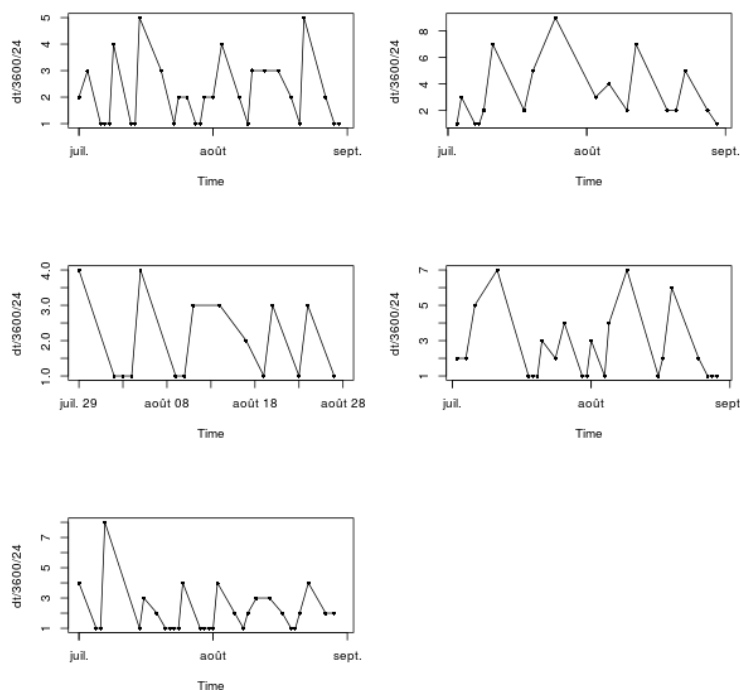 dt/3600/24
5
4
3
2
1
juil.
août
sept.
Time
dt/3600/24
8
6
4
2
juil.
août
sept.
Time
dt/3600/24
4.0
3.0
2.0
1.0
juil. 29
août 08
août 18
août 28
Time
dt/3600/24
7
5
3
1
juil.
août
sept
Time
dt/3600/24
7
5
3
1
juil.
août
sept.
Time